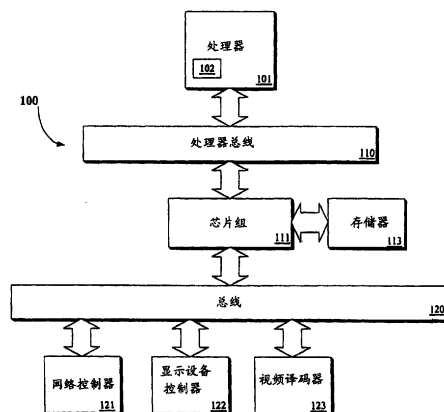 处理器
102
101
100
处理器总线
110
芯片组
111
存储器
113
总线
120
网络控制器
121
显示设备
控制器
122
视频译码器
123